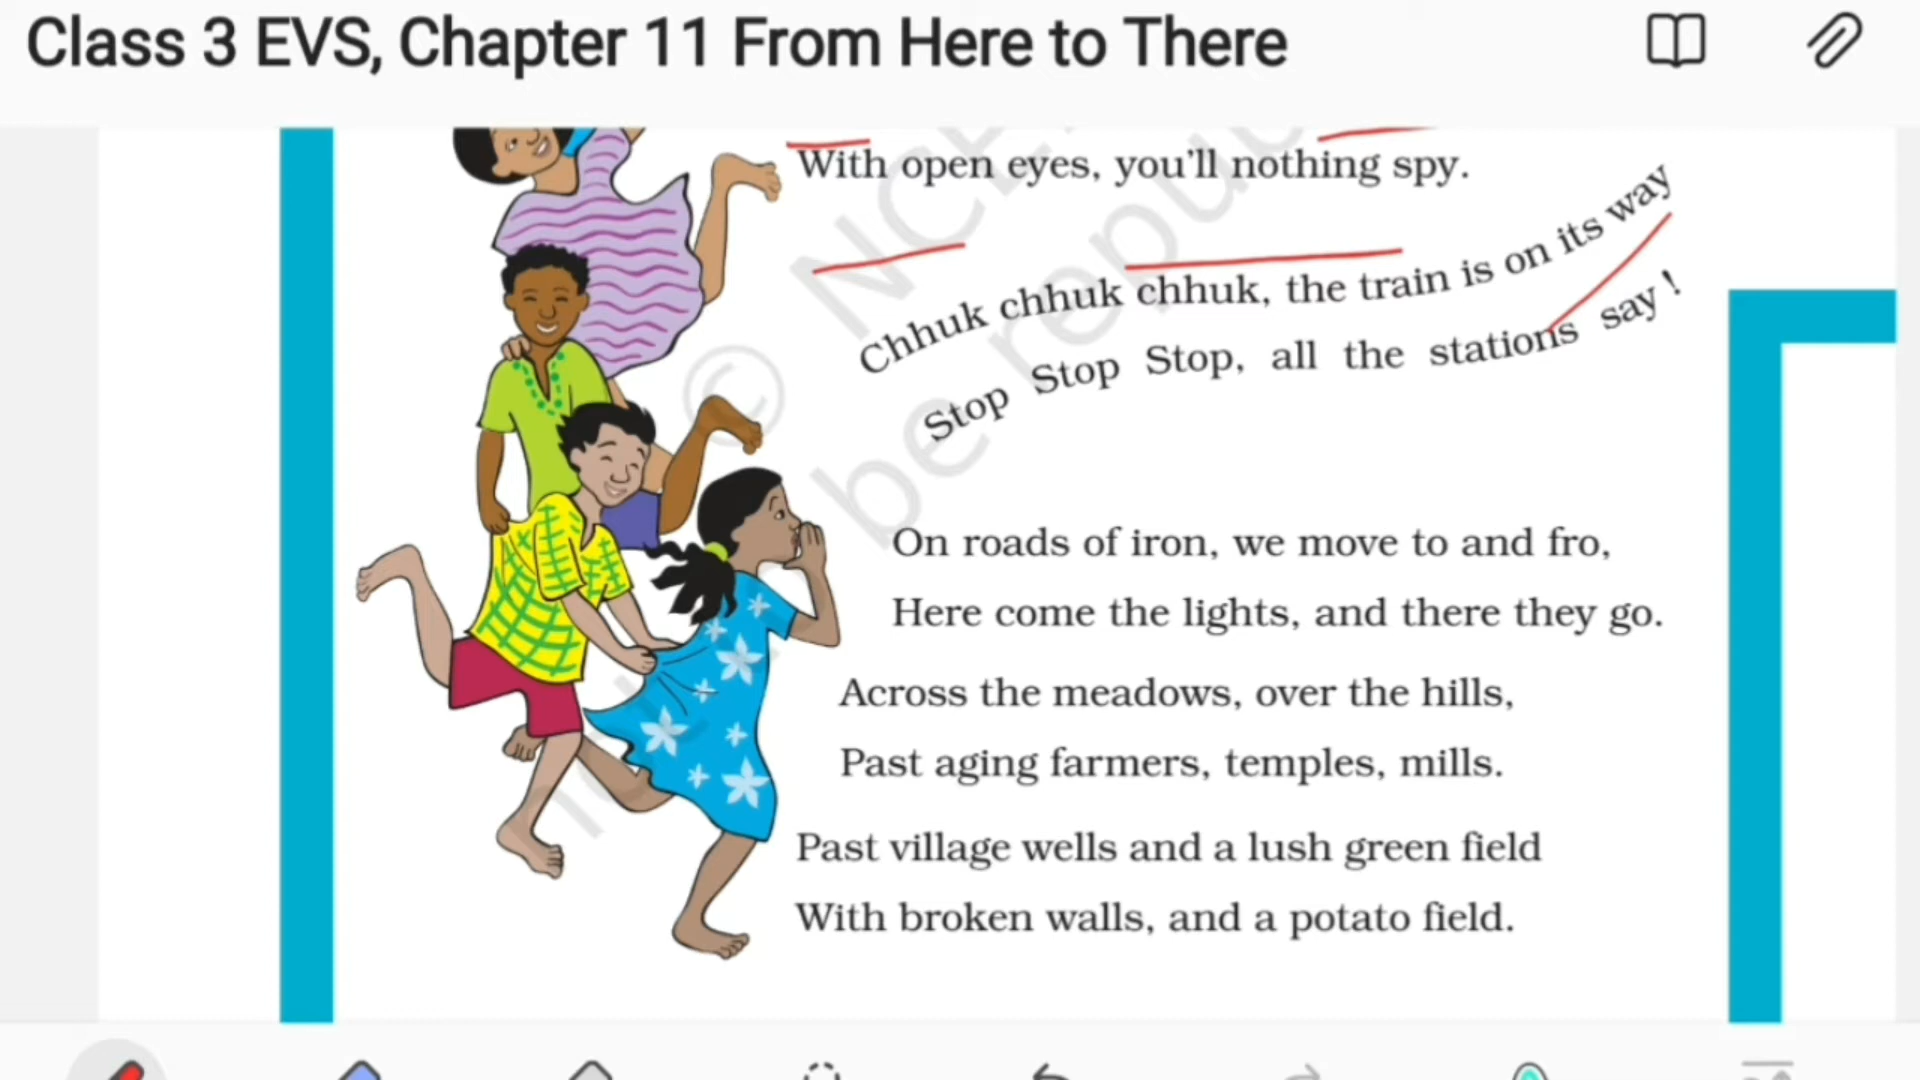 Class 3 EVS, Chapter 11 From Here to There
With open eyes, you'll nothing spy.
Chhuk chhuk chhuk, the train is on its way
Stop Stop Stop, all the stations say!
On roads of iron, we move to and fro,
Here come the lights, and there they go.
Across the meadows, over the hills,
Past aging farmers, temples, mills.
Past village wells and a lush green field
With broken walls, and a potato field.
©
be